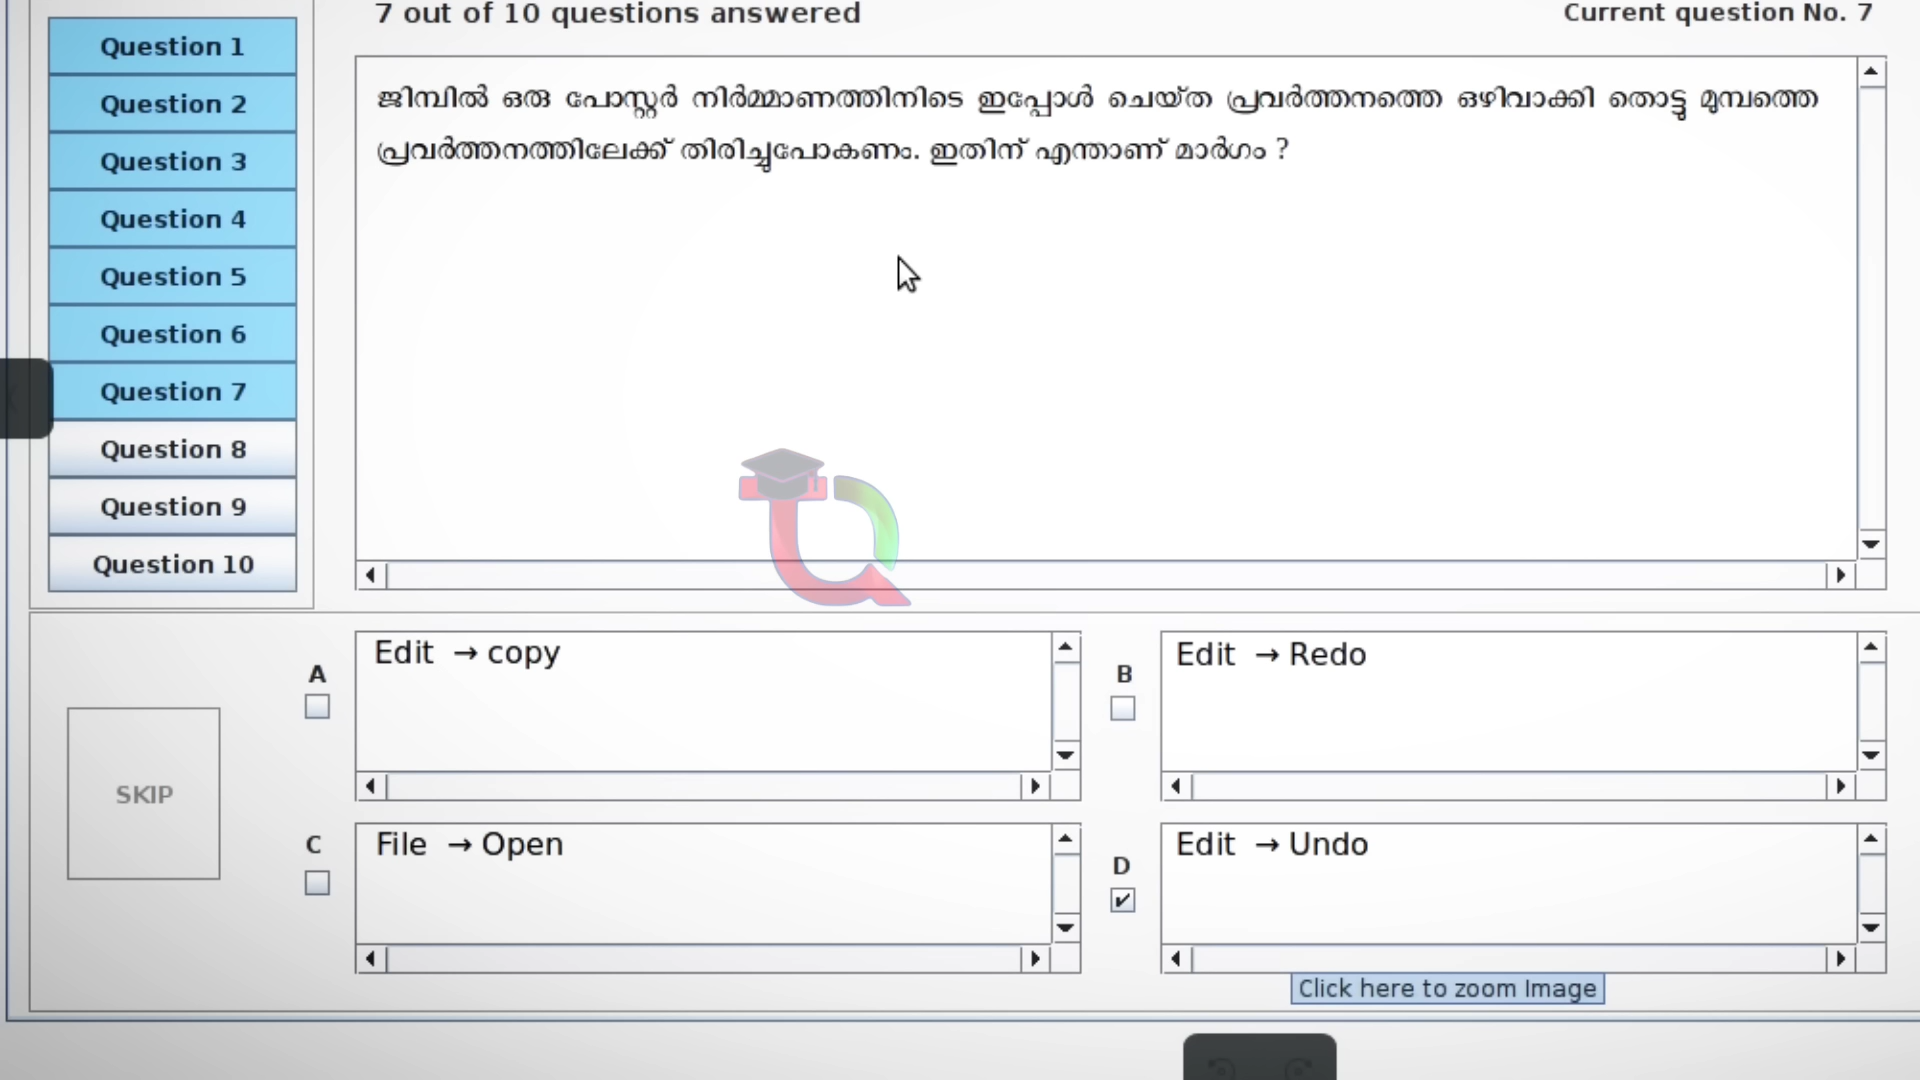 7 out of 10 questions answered
Current question No. 7
Question 1
Question 2
Question 3
Question 4
Question 5
Question 6
Question 7
Question 8
Question 9
Question 10
ജിമ്പിൽ ഒരു പോസ്റ്റർ നിർമ്മാണത്തിനിടെ ഇപ്പോൾ ചെയ്ത പ്രവർത്തനത്തെ ഒഴിവാക്കി തൊട്ടു മുമ്പത്തെ
പ്രവർത്തനത്തിലേക്ക് തിരിച്ചുപോകണം. ഇതിന് എന്താണ് മാർഗം ?
SKIP
A
Edit → copy
B
Edit → Redo
C
File → Open
D
Edit → Undo
Click here to zoom Image